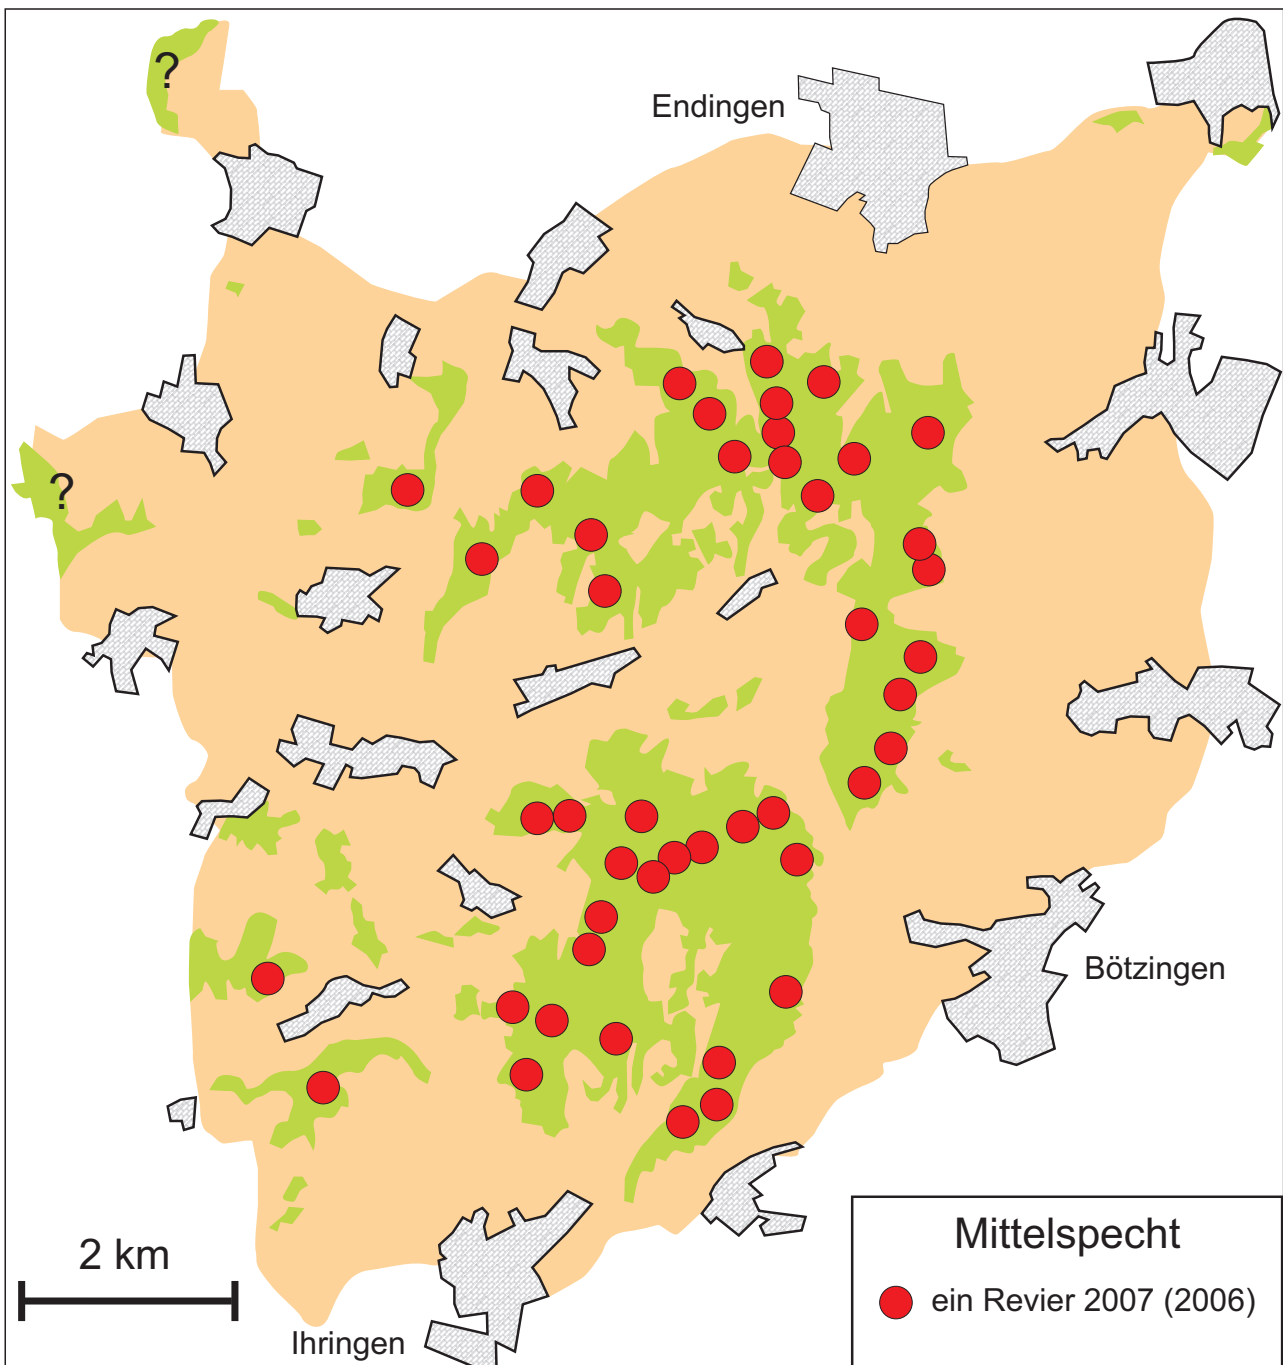 ?
Endingen
?
Bötzingen
2 km
Ihringen
Mittelspecht
ein Revier 2007 (2006)